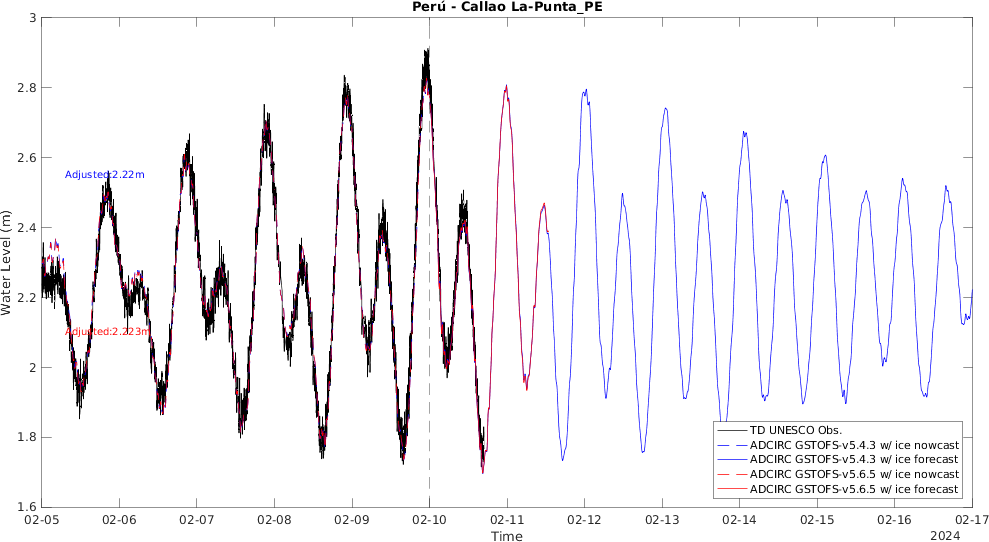 Perú - Callao La-Punta_PE
3
2.8
2.6
2.4
2.2
2
1.8
1.6
Water Level (m)
Adjusted:2.22m
Adjusted:2.223m
TD UNESCO Obs.
ADCIRC GSTOFS-v5.4.3 w/ ice nowcast
ADCIRC GSTOFS-v5.4.3 w/ ice forecast
ADCIRC GSTOFS-v5.6.5 w/ ice nowcast
ADCIRC GSTOFS-v5.6.5 w/ ice forecast
02-05 02-06 02-07 02-08 02-09 02-10 02-11 02-12 02-13 02-14 02-15 02-16 02-17
Time
2024